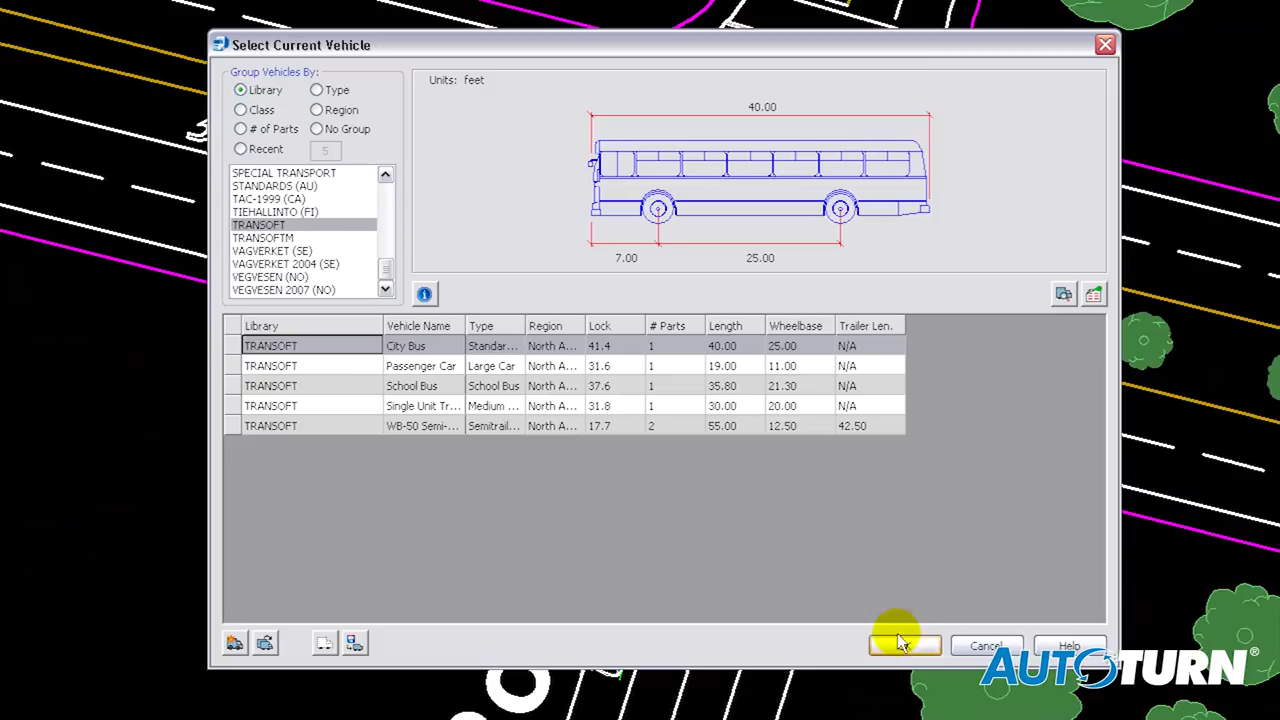 Select Current Vehicle
Group Vehicles By:
Library
Type
Class
Region
# of Parts
No Group
Recent
5
SPECIAL TRANSPORT
STANDARDS (AU)
TAC-1999 (CA)
TIEHALLINTO (FI)
TRANSOFT
TRANSOFTM
VAGVERKET (SE)
VAGVERKET 2004 (SE)
VEGVESEN (NO)
VEGVESEN 2007 (NO)
Units: feet
40.00
7.00
25.00
Library Vehicle Name Type Region Lock # Parts Length Wheelbase Trailer Len.
TRANSOFT City Bus Standar... North A... 41.4 1 40.00 25.00 N/A
TRANSOFT Passenger Car Large Car North A... 31.6 1 19.00 11.00 N/A
TRANSOFT School Bus School Bus North A... 37.6 1 35.80 21.30 N/A
TRANSOFT Single Unit Tr... Medium ... North A... 31.8 1 30.00 20.00 N/A
TRANSOFT WB-50 Semi-... Semitrail... North A... 17.7 2 55.00 12.50 42.50
Cancel
Help
AUTOTURN®